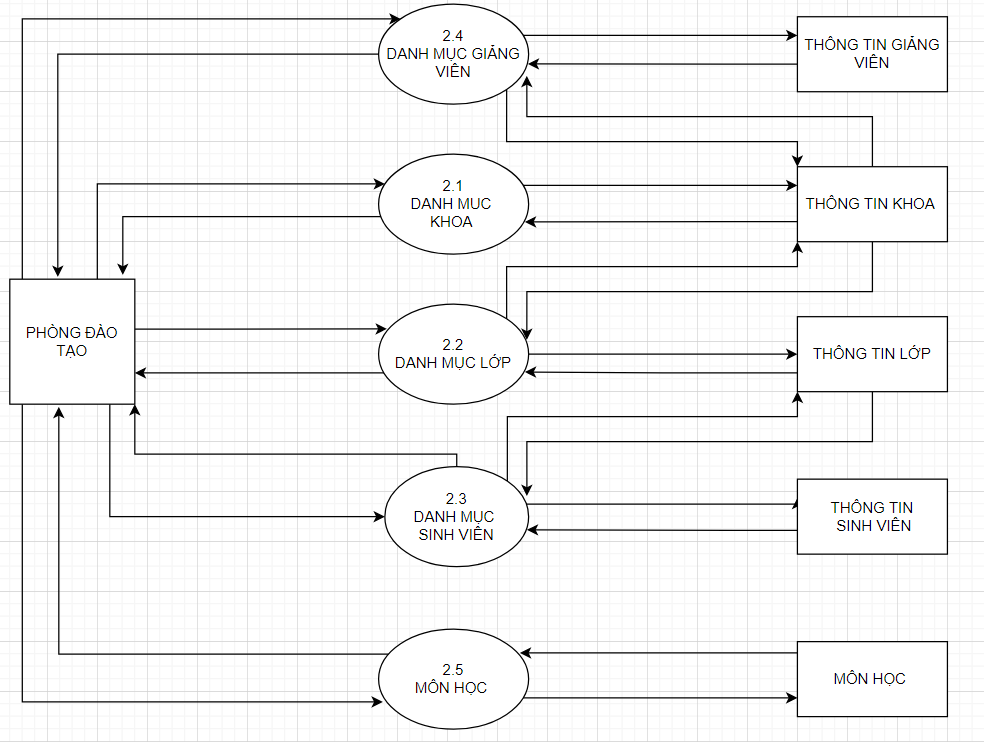 2.4
DANH MỤC GIẢNG
VIÊN
THÔNG TIN GIẢNG
VIÊN
2.1
DANH MUC
KHOA
THÔNG TIN KHOA
PHÒNG ĐÀO
TẠO
2.2
DANH MỤC LỚP
THÔNG TIN LỚP
2.3
DANH MỤC
SINH VIÊN
THÔNG TIN
SINH VIÊN
2.5
MÔN HỌC
MÔN HỌC